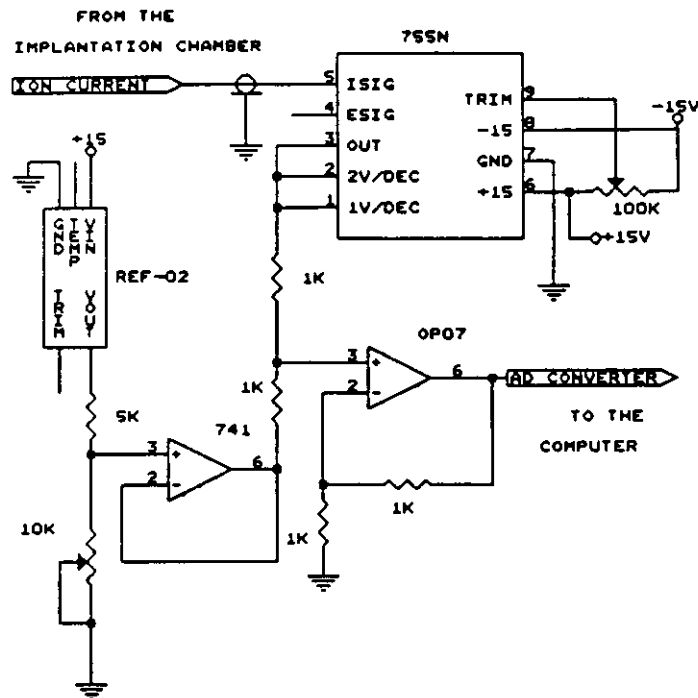 FROM THE
IMPLANTATION CHAMBER
ION CURRENT
755N
5 ISIG
4 ESIG
3 OUT
2 2V/DEC
1 1V/DEC
TRIM 9
-15 8
GND 7
+15 6
-15V
100K
+15V
+15
GND
TEMP
VIN
TRIM
VOUT
REF-02
1K
OP07
3
+
2
-
6
AD CONVERTER
TO THE
COMPUTER
1K
5K
741
3
+
2
-
6
1K
1K
10K